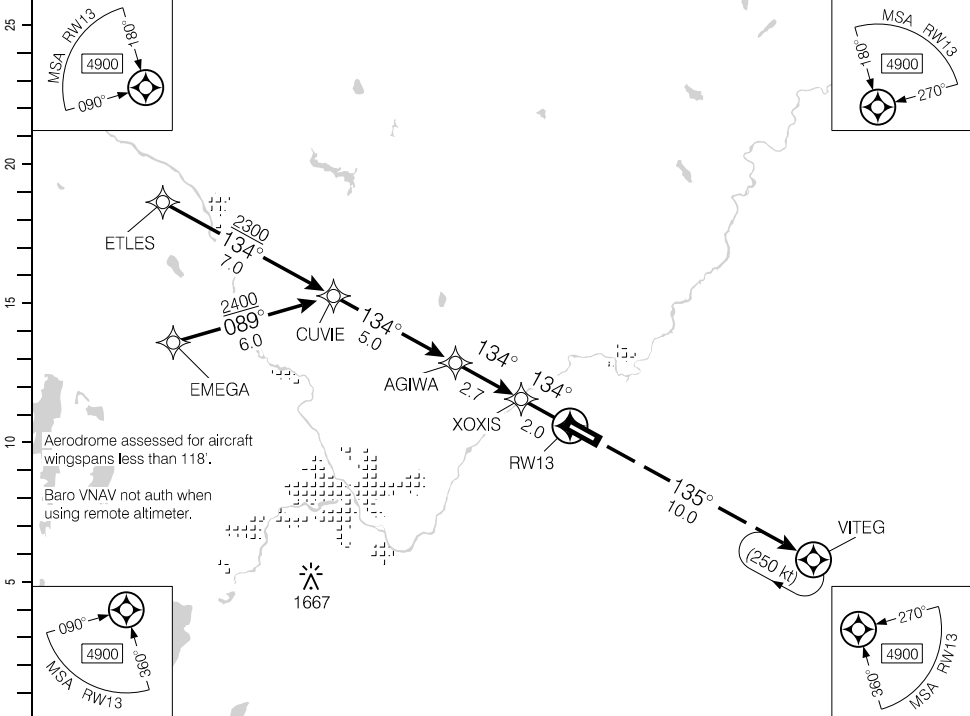 25
20
15
10
5
MSA RW13
180°
4900
090°
MSA RW13
180°
4900
270°
ETLES
2300
134°
7.0
2400
089°
6.0
EMEGA
CUVIE
134°
5.0
AGIWA
134°
2.7
XOXIS
134°
2.0
RW13
Aerodrome assessed for aircraft
wingspans less than 118'.
Baro VNAV not auth when
using remote altimeter.
135°
10.0
VITEG
(250 kt)
1667
090°
4900
360°
MSA RW13
270°
4900
360°
MSA RW13